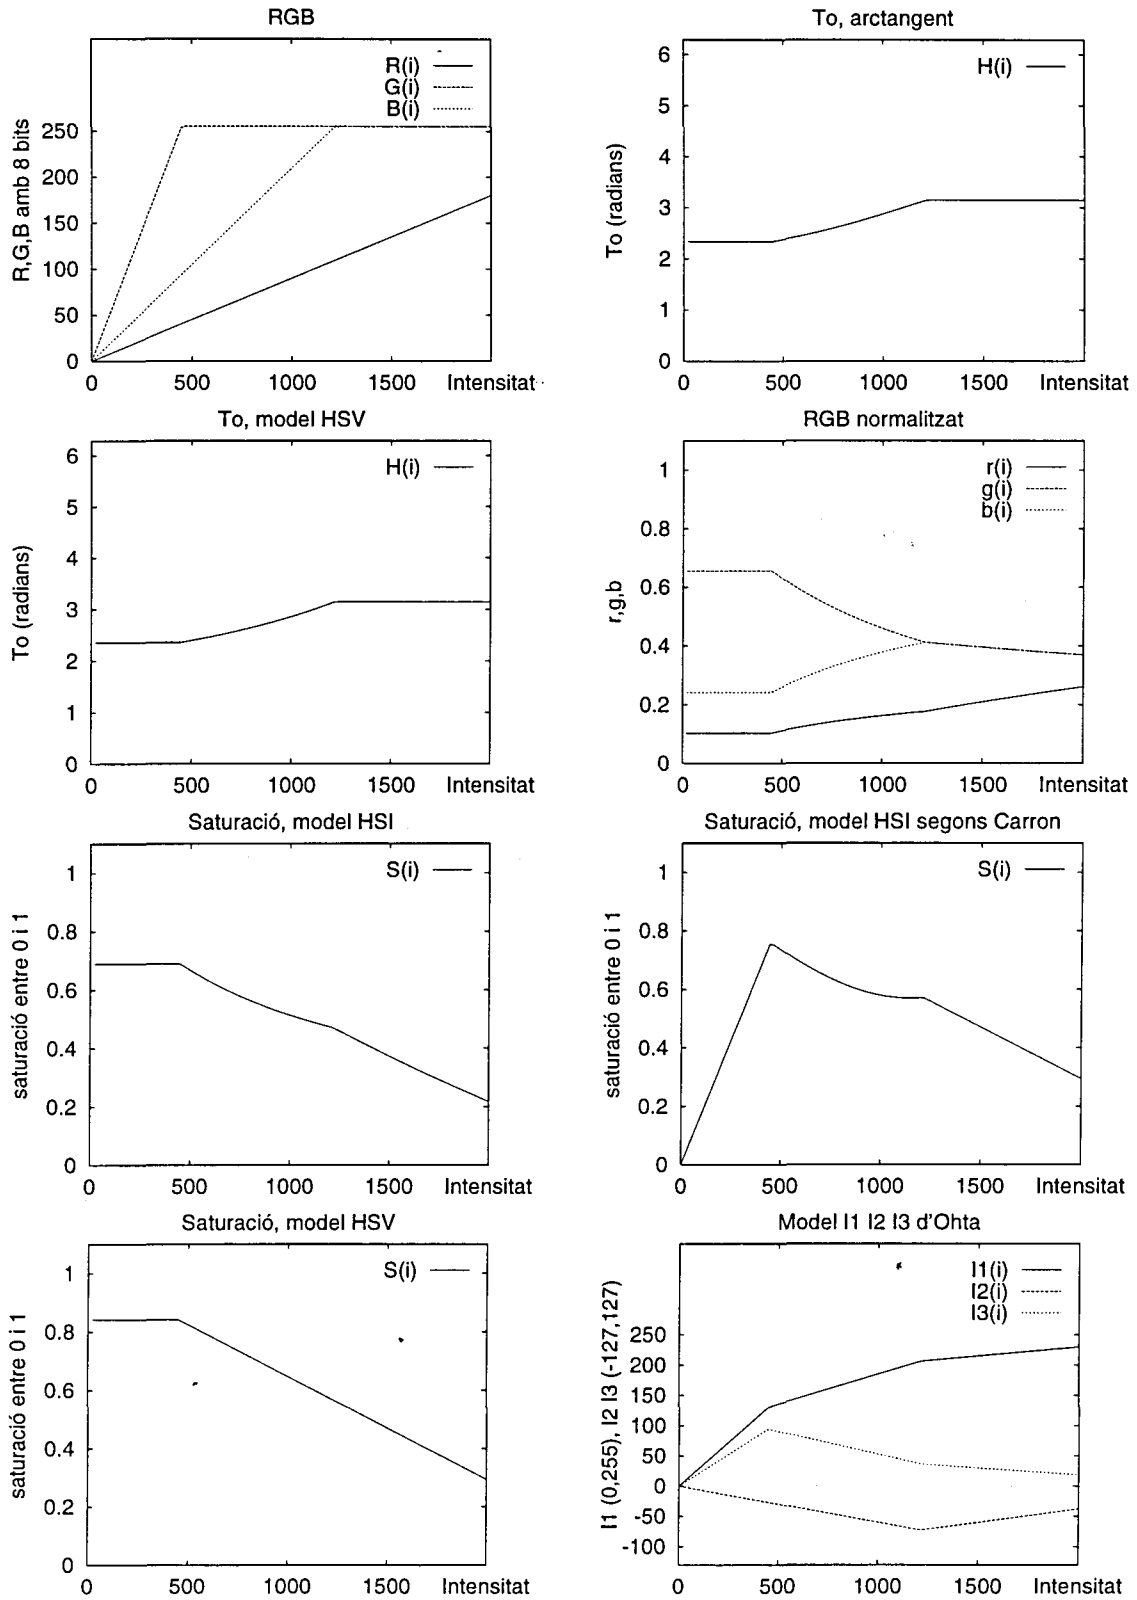 RGB
R(i)
G(i)
B(i)
R,G,B amb 8 bits
250
200
150
100
50
0
0 500 1000 1500 Intensitat
To, arctangent
H(i)
To (radians)
6
5
4
3
2
1
0
0 500 1000 1500 Intensitat
To, model HSV
H(i)
To (radians)
6
5
4
3
2
1
0
0 500 1000 1500 Intensitat
RGB normalitzat
r(i)
g(i)
b(i)
r,g,b
1
0.8
0.6
0.4
0.2
0
0 500 1000 1500 Intensitat
Saturació, model HSI
S(i)
saturació entre 0 i 1
1
0.8
0.6
0.4
0.2
0
0 500 1000 1500 Intensitat
Saturació, model HSI segons Carron
S(i)
saturació entre 0 i 1
1
0.8
0.6
0.4
0.2
0
0 500 1000 1500 Intensitat
Saturació, model HSV
S(i)
saturació entre 0 i 1
1
0.8
0.6
0.4
0.2
0
0 500 1000 1500 Intensitat
Model I1 I2 I3 d'Ohta
I1(i)
I2(i)
I3(i)
I1 (0,255), I2 I3 (-127,127)
250
200
150
100
50
0
-50
-100
0 500 1000 1500 Intensitat